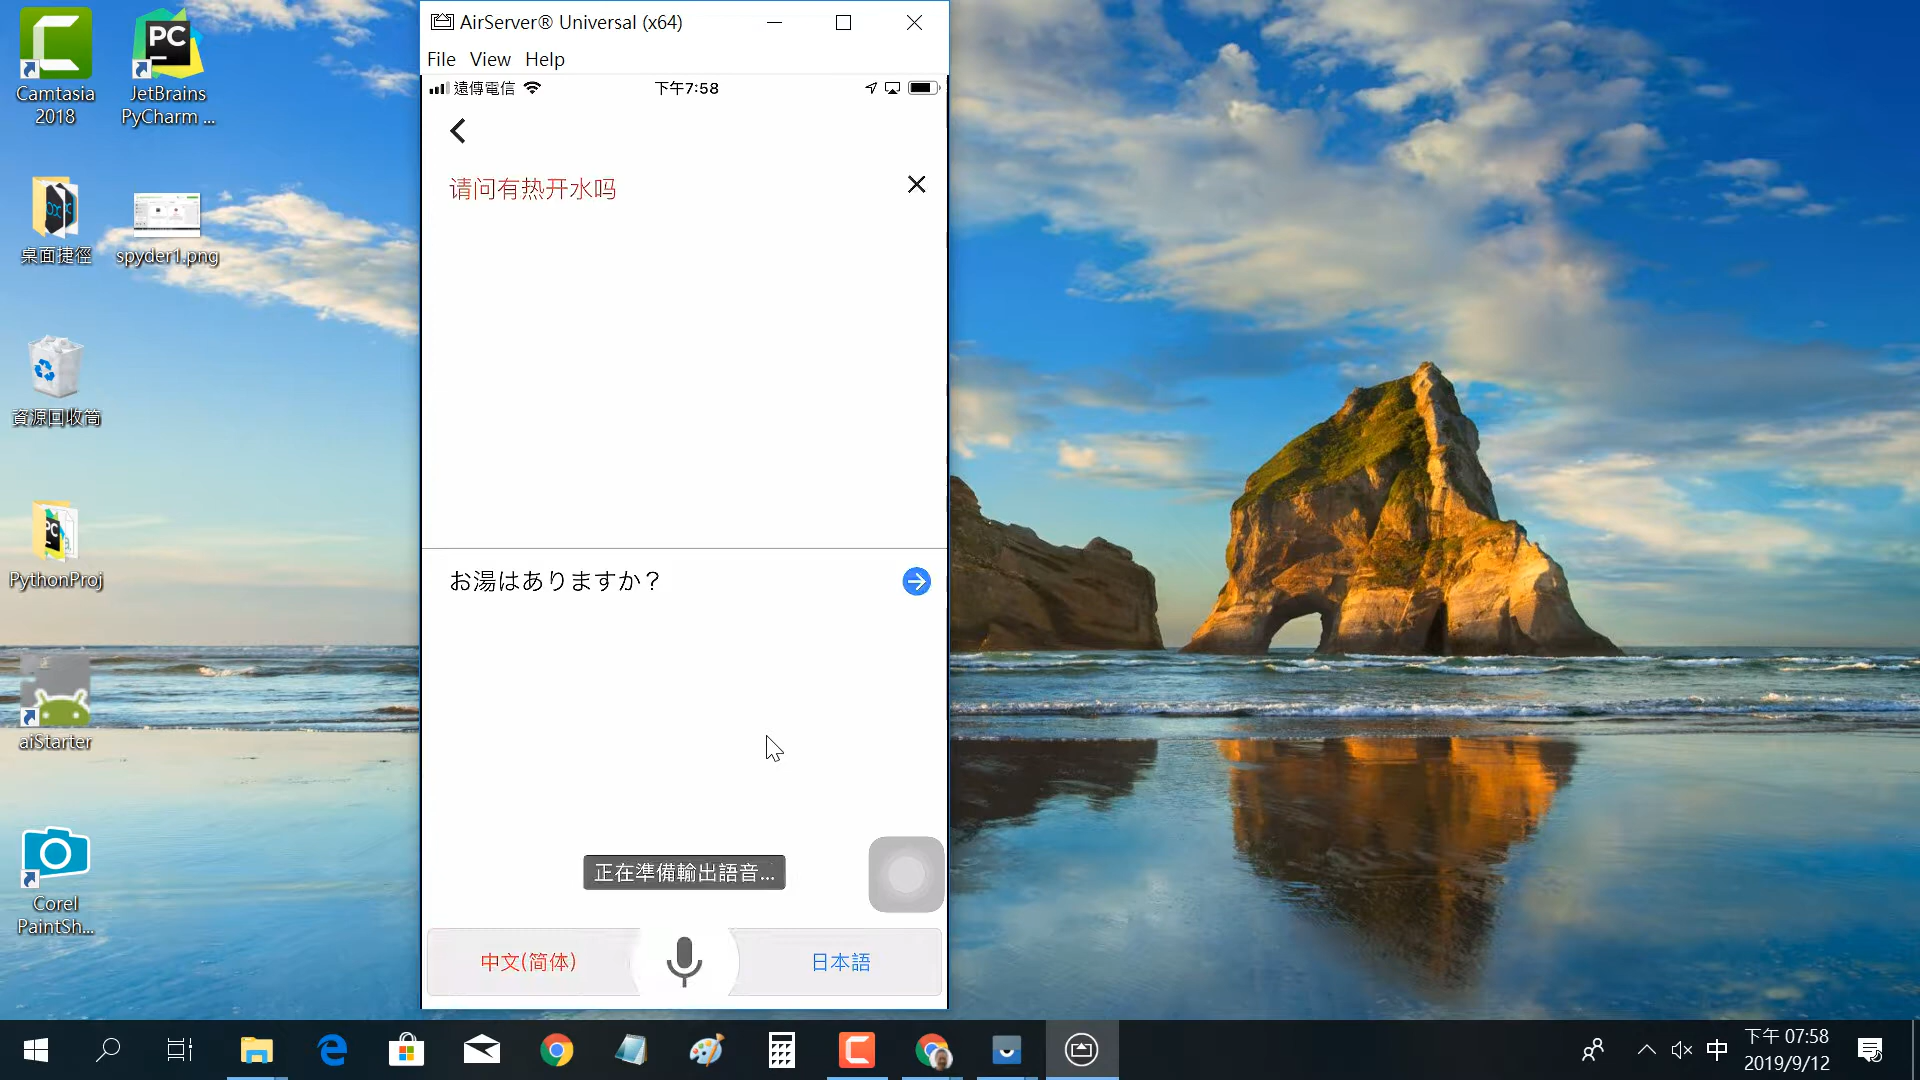 Camtasia
2018
JetBrains
PyCharm ...
桌面捷徑
spyder1.png
資源回收筒
PythonProj
aiStarter
Corel
PaintSh...
AirServer® Universal (x64)
File View Help
遠傳電信 下午7:58
请问有热开水吗
お湯はありますか？
正在準備輸出語音...
中文(简体) 日本語
中
下午 07:58
2019/9/12